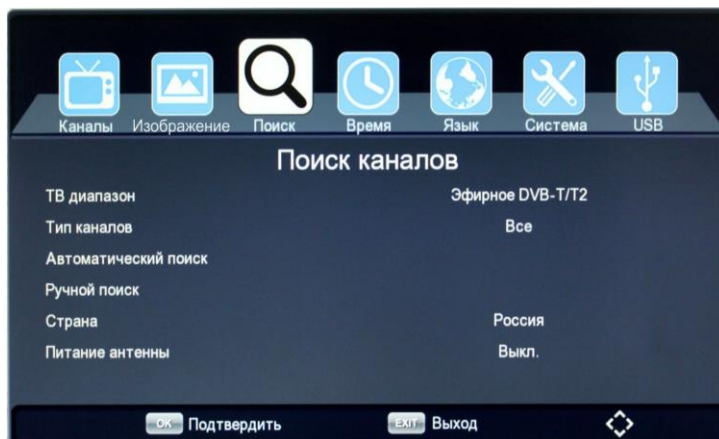 Каналы Изображение Поиск Время Язык Система USB
Поиск каналов
ТВ диапазон Эфирное DVB-T/T2
Тип каналов Все
Автоматический поиск
Ручной поиск
Страна Россия
Питание антенны Выкл.
OK Подтвердить EXIT Выход